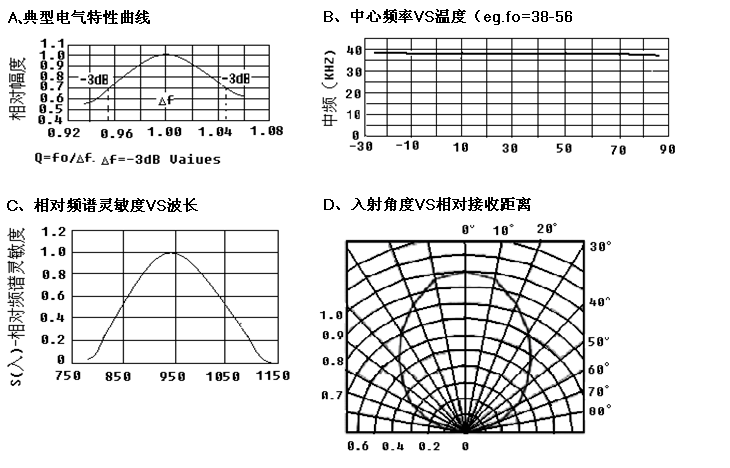 A,典型电气特性曲线
1.1
1.0
0.9
0.8
0.7
0.6
0.5
0.4
相对幅度
-3dB
-3dB
△f
0.92 0.96 1.00 1.04 1.08
Q=fo/△f. △f=-3dB Vaiues
B、中心频率VS温度（eg.fo=38-56
40
30
20
10
0
中频（KHZ）
-30 -10 10 30 50 70 90
C、相对频谱灵敏度VS波长
1.2
1.0
0.8
0.6
0.4
0.2
0
S(入)-相对频谱灵敏度
750 850 950 1050 1150
D、入射角度VS相对接收距离
0° 10° 20°
30°
40°
50°
60°
70°
80°
1.0
0.9
0.8
0.7
0.6 0.4 0.2 0